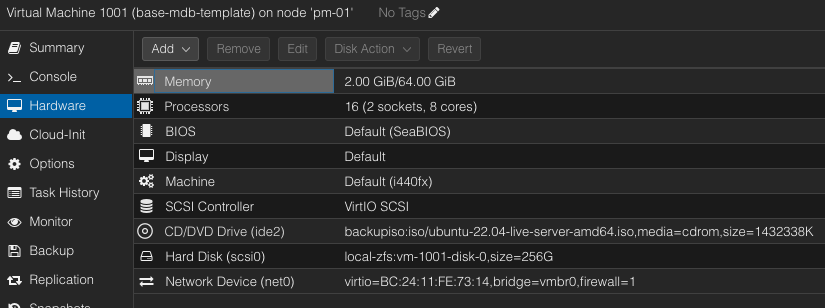 Virtual Machine 1001 (base-mdb-template) on node 'pm-01' No Tags
Summary
Console
Hardware
Cloud-Init
Options
Task History
Monitor
Backup
Replication
Snapshots
Add Remove Edit Disk Action Revert
Memory 2.00 GiB/64.00 GiB
Processors 16 (2 sockets, 8 cores)
BIOS Default (SeaBIOS)
Display Default
Machine Default (i440fx)
SCSI Controller VirtIO SCSI
CD/DVD Drive (ide2) backupiso:iso/ubuntu-22.04-live-server-amd64.iso,media=cdrom,size=1432338K
Hard Disk (scsi0) local-zfs:vm-1001-disk-0,size=256G
Network Device (net0) virtio=BC:24:11:FE:73:14,bridge=vmbr0,firewall=1